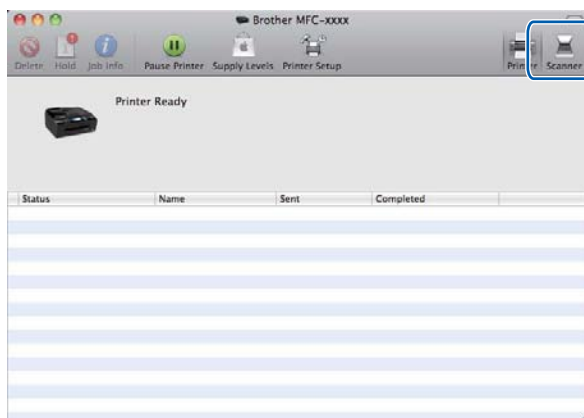 Brother MFC-xxxx
Delete Hold Job Info Pause Printer Supply Levels Printer Setup Printer Scanner
Printer Ready
Status Name Sent Completed